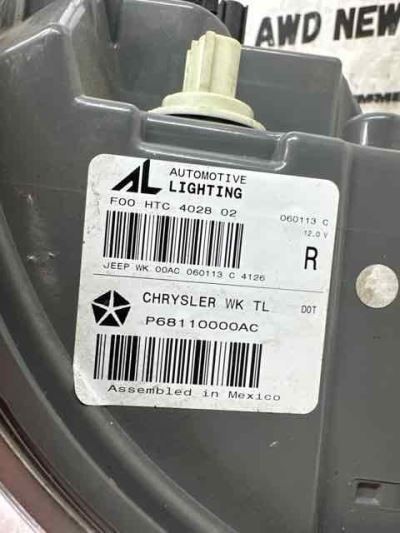 AWD NEW
AL AUTOMOTIVE
LIGHTING
F00 HTC 4028 02
060113 C
12.0 V
R
JEEP WK 00AC 060113 C 4126
CHRYSLER WK TL DOT
P68110000AC
Assembled in Mexico